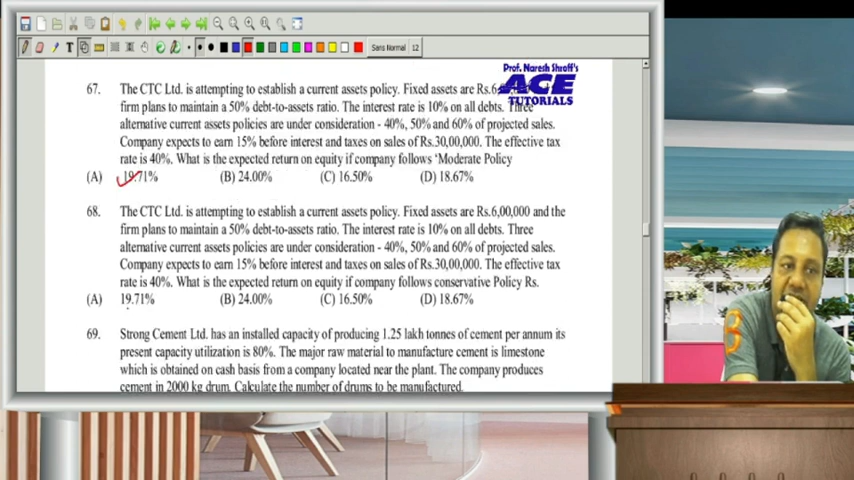 Sans Normal 12
Prof. Naresh Shroff's
ACE
TUTORIALS
67. The CTC Ltd. is attempting to establish a current assets policy. Fixed assets are Rs.6,
firm plans to maintain a 50% debt-to-assets ratio. The interest rate is 10% on all debts. Three
alternative current assets policies are under consideration - 40%, 50% and 60% of projected sales.
Company expects to earn 15% before interest and taxes on sales of Rs.30,00,000. The effective tax
rate is 40%. What is the expected return on equity if company follows 'Moderate Policy
(A) 19.71% (B) 24.00% (C) 16.50% (D) 18.67%
68. The CTC Ltd. is attempting to establish a current assets policy. Fixed assets are Rs.6,00,000 and the
firm plans to maintain a 50% debt-to-assets ratio. The interest rate is 10% on all debts. Three
alternative current assets policies are under consideration - 40%, 50% and 60% of projected sales.
Company expects to earn 15% before interest and taxes on sales of Rs.30,00,000. The effective tax
rate is 40%. What is the expected return on equity if company follows conservative Policy Rs.
(A) 19.71% (B) 24.00% (C) 16.50% (D) 18.67%
69. Strong Cement Ltd. has an installed capacity of producing 1.25 lakh tonnes of cement per annum its
present capacity utilization is 80%. The major raw material to manufacture cement is limestone
which is obtained on cash basis from a company located near the plant. The company produces
cement in 2000 kg drum. Calculate the number of drums to be manufactured.
B